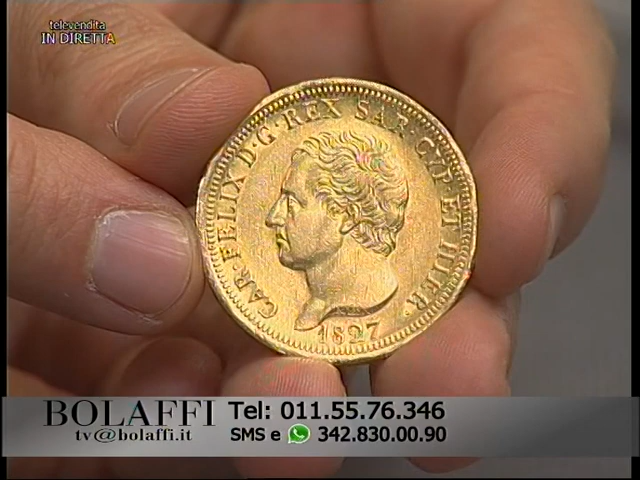 televendita
IN DIRETTA
CAR·FELIX D·G·REX SAR·CYP·ET HIER·
1827
BOLAFFI
tv@bolaffi.it
Tel: 011.55.76.346
SMS e 342.830.00.90